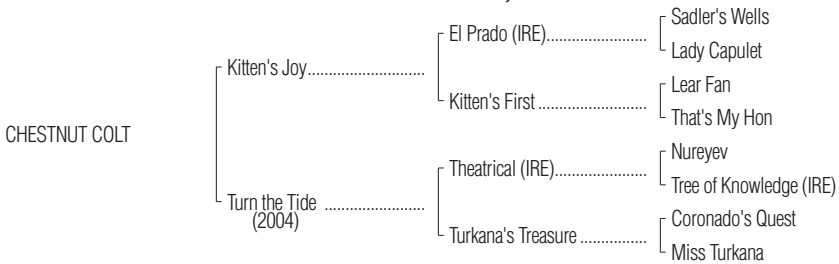 Sadler's Wells
El Prado (IRE)........................
Lady Capulet
Kitten's Joy............................
Lear Fan
Kitten's First ..........................
That's My Hon
CHESTNUT COLT
Nureyev
Theatrical (IRE)......................
Tree of Knowledge (IRE)
Turn the Tide ........................
(2004)
Coronado's Quest
Turkana's Treasure ................
Miss Turkana